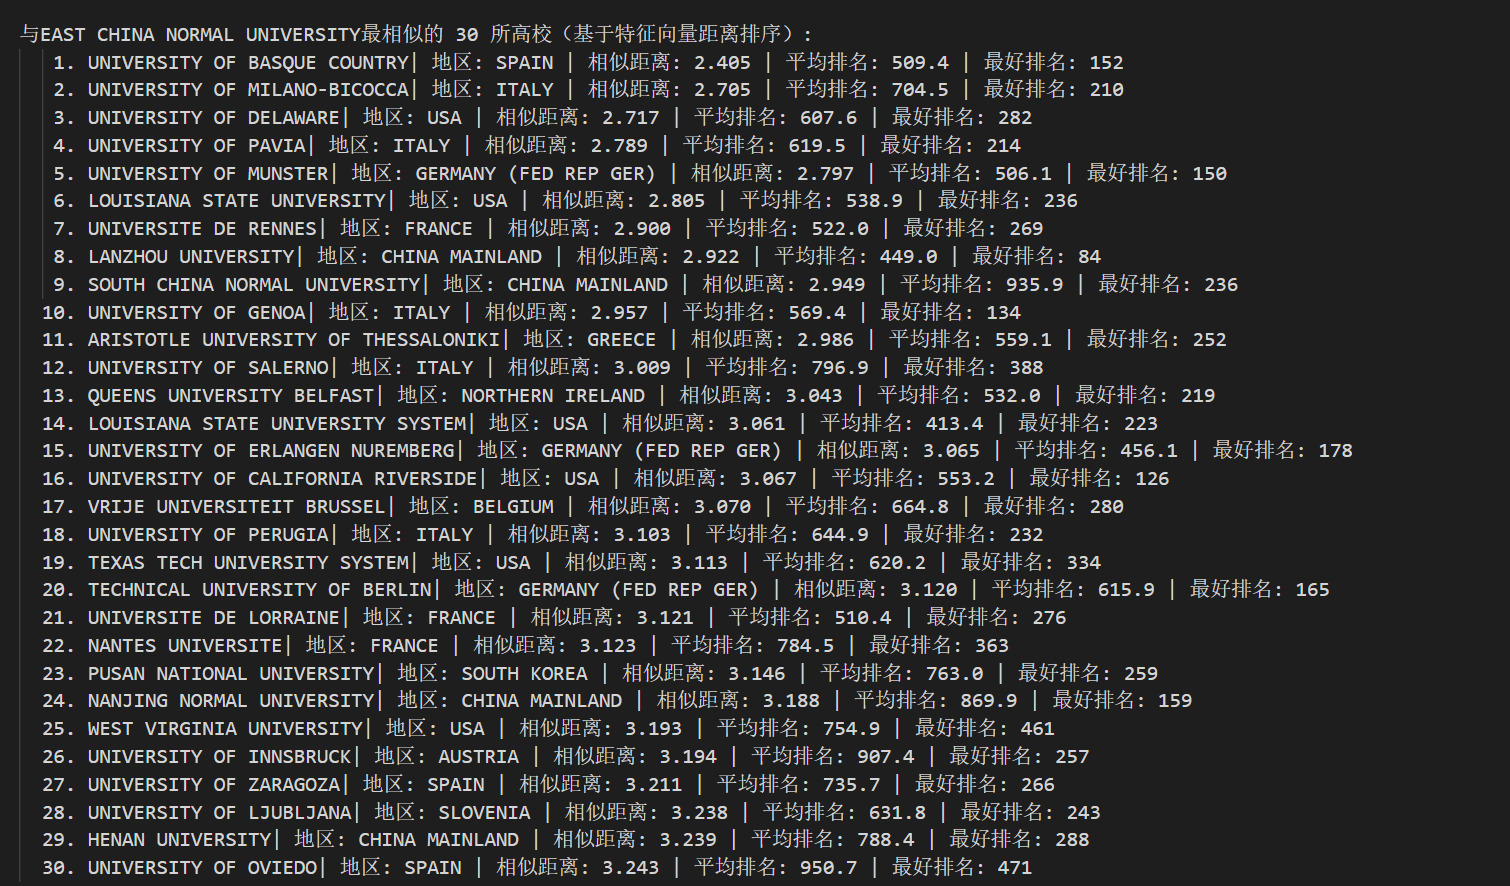 与EAST CHINA NORMAL UNIVERSITY最相似的 30 所高校（基于特征向量距离排序）:
1. UNIVERSITY OF BASQUE COUNTRY| 地区: SPAIN | 相似距离: 2.405 | 平均排名: 509.4 | 最好排名: 152
2. UNIVERSITY OF MILANO-BICOCCA| 地区: ITALY | 相似距离: 2.705 | 平均排名: 704.5 | 最好排名: 210
3. UNIVERSITY OF DELAWARE| 地区: USA | 相似距离: 2.717 | 平均排名: 607.6 | 最好排名: 282
4. UNIVERSITY OF PAVIA| 地区: ITALY | 相似距离: 2.789 | 平均排名: 619.5 | 最好排名: 214
5. UNIVERSITY OF MUNSTER| 地区: GERMANY (FED REP GER) | 相似距离: 2.797 | 平均排名: 506.1 | 最好排名: 150
6. LOUISIANA STATE UNIVERSITY| 地区: USA | 相似距离: 2.805 | 平均排名: 538.9 | 最好排名: 236
7. UNIVERSITE DE RENNES| 地区: FRANCE | 相似距离: 2.900 | 平均排名: 522.0 | 最好排名: 269
8. LANZHOU UNIVERSITY| 地区: CHINA MAINLAND | 相似距离: 2.922 | 平均排名: 449.0 | 最好排名: 84
9. SOUTH CHINA NORMAL UNIVERSITY| 地区: CHINA MAINLAND | 相似距离: 2.949 | 平均排名: 935.9 | 最好排名: 236
10. UNIVERSITY OF GENOA| 地区: ITALY | 相似距离: 2.957 | 平均排名: 569.4 | 最好排名: 134
11. ARISTOTLE UNIVERSITY OF THESSALONIKI| 地区: GREECE | 相似距离: 2.986 | 平均排名: 559.1 | 最好排名: 252
12. UNIVERSITY OF SALERNO| 地区: ITALY | 相似距离: 3.009 | 平均排名: 796.9 | 最好排名: 388
13. QUEENS UNIVERSITY BELFAST| 地区: NORTHERN IRELAND | 相似距离: 3.043 | 平均排名: 532.0 | 最好排名: 219
14. LOUISIANA STATE UNIVERSITY SYSTEM| 地区: USA | 相似距离: 3.061 | 平均排名: 413.4 | 最好排名: 223
15. UNIVERSITY OF ERLANGEN NUREMBERG| 地区: GERMANY (FED REP GER) | 相似距离: 3.065 | 平均排名: 456.1 | 最好排名: 178
16. UNIVERSITY OF CALIFORNIA RIVERSIDE| 地区: USA | 相似距离: 3.067 | 平均排名: 553.2 | 最好排名: 126
17. VRIJE UNIVERSITEIT BRUSSEL| 地区: BELGIUM | 相似距离: 3.070 | 平均排名: 664.8 | 最好排名: 280
18. UNIVERSITY OF PERUGIA| 地区: ITALY | 相似距离: 3.103 | 平均排名: 644.9 | 最好排名: 232
19. TEXAS TECH UNIVERSITY SYSTEM| 地区: USA | 相似距离: 3.113 | 平均排名: 620.2 | 最好排名: 334
20. TECHNICAL UNIVERSITY OF BERLIN| 地区: GERMANY (FED REP GER) | 相似距离: 3.120 | 平均排名: 615.9 | 最好排名: 165
21. UNIVERSITE DE LORRAINE| 地区: FRANCE | 相似距离: 3.121 | 平均排名: 510.4 | 最好排名: 276
22. NANTES UNIVERSITE| 地区: FRANCE | 相似距离: 3.123 | 平均排名: 784.5 | 最好排名: 363
23. PUSAN NATIONAL UNIVERSITY| 地区: SOUTH KOREA | 相似距离: 3.146 | 平均排名: 763.0 | 最好排名: 259
24. NANJING NORMAL UNIVERSITY| 地区: CHINA MAINLAND | 相似距离: 3.188 | 平均排名: 869.9 | 最好排名: 159
25. WEST VIRGINIA UNIVERSITY| 地区: USA | 相似距离: 3.193 | 平均排名: 754.9 | 最好排名: 461
26. UNIVERSITY OF INNSBRUCK| 地区: AUSTRIA | 相似距离: 3.194 | 平均排名: 907.4 | 最好排名: 257
27. UNIVERSITY OF ZARAGOZA| 地区: SPAIN | 相似距离: 3.211 | 平均排名: 735.7 | 最好排名: 266
28. UNIVERSITY OF LJUBLJANA| 地区: SLOVENIA | 相似距离: 3.238 | 平均排名: 631.8 | 最好排名: 243
29. HENAN UNIVERSITY| 地区: CHINA MAINLAND | 相似距离: 3.239 | 平均排名: 788.4 | 最好排名: 288
30. UNIVERSITY OF OVIEDO| 地区: SPAIN | 相似距离: 3.243 | 平均排名: 950.7 | 最好排名: 471